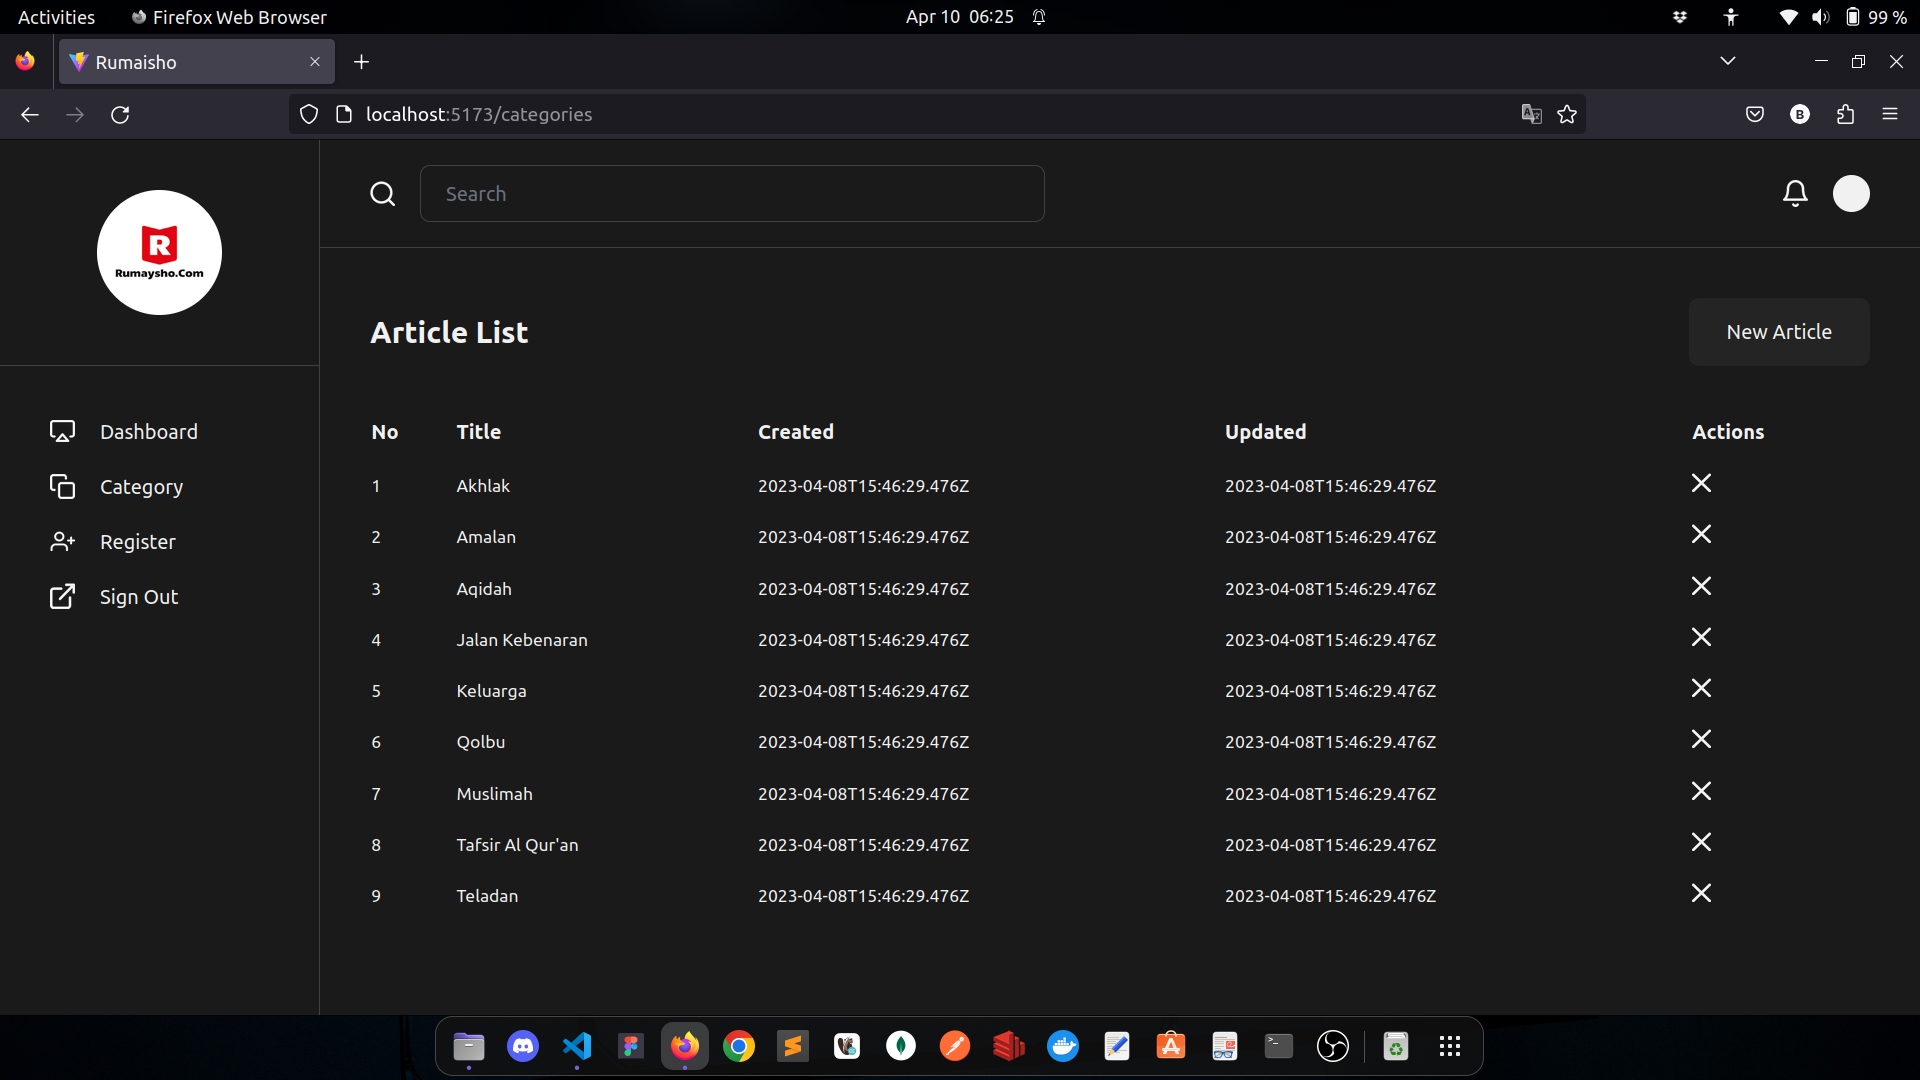 Activities Firefox Web Browser Apr 10 06:25 99 %
Rumaisho
localhost:5173/categories
B
R
Rumaysho.Com
Search
Article List New Article
Dashboard
Category
Register
Sign Out
No Title Created Updated Actions
1 Akhlak 2023-04-08T15:46:29.476Z 2023-04-08T15:46:29.476Z
2 Amalan 2023-04-08T15:46:29.476Z 2023-04-08T15:46:29.476Z
3 Aqidah 2023-04-08T15:46:29.476Z 2023-04-08T15:46:29.476Z
4 Jalan Kebenaran 2023-04-08T15:46:29.476Z 2023-04-08T15:46:29.476Z
5 Keluarga 2023-04-08T15:46:29.476Z 2023-04-08T15:46:29.476Z
6 Qolbu 2023-04-08T15:46:29.476Z 2023-04-08T15:46:29.476Z
7 Muslimah 2023-04-08T15:46:29.476Z 2023-04-08T15:46:29.476Z
8 Tafsir Al Qur'an 2023-04-08T15:46:29.476Z 2023-04-08T15:46:29.476Z
9 Teladan 2023-04-08T15:46:29.476Z 2023-04-08T15:46:29.476Z